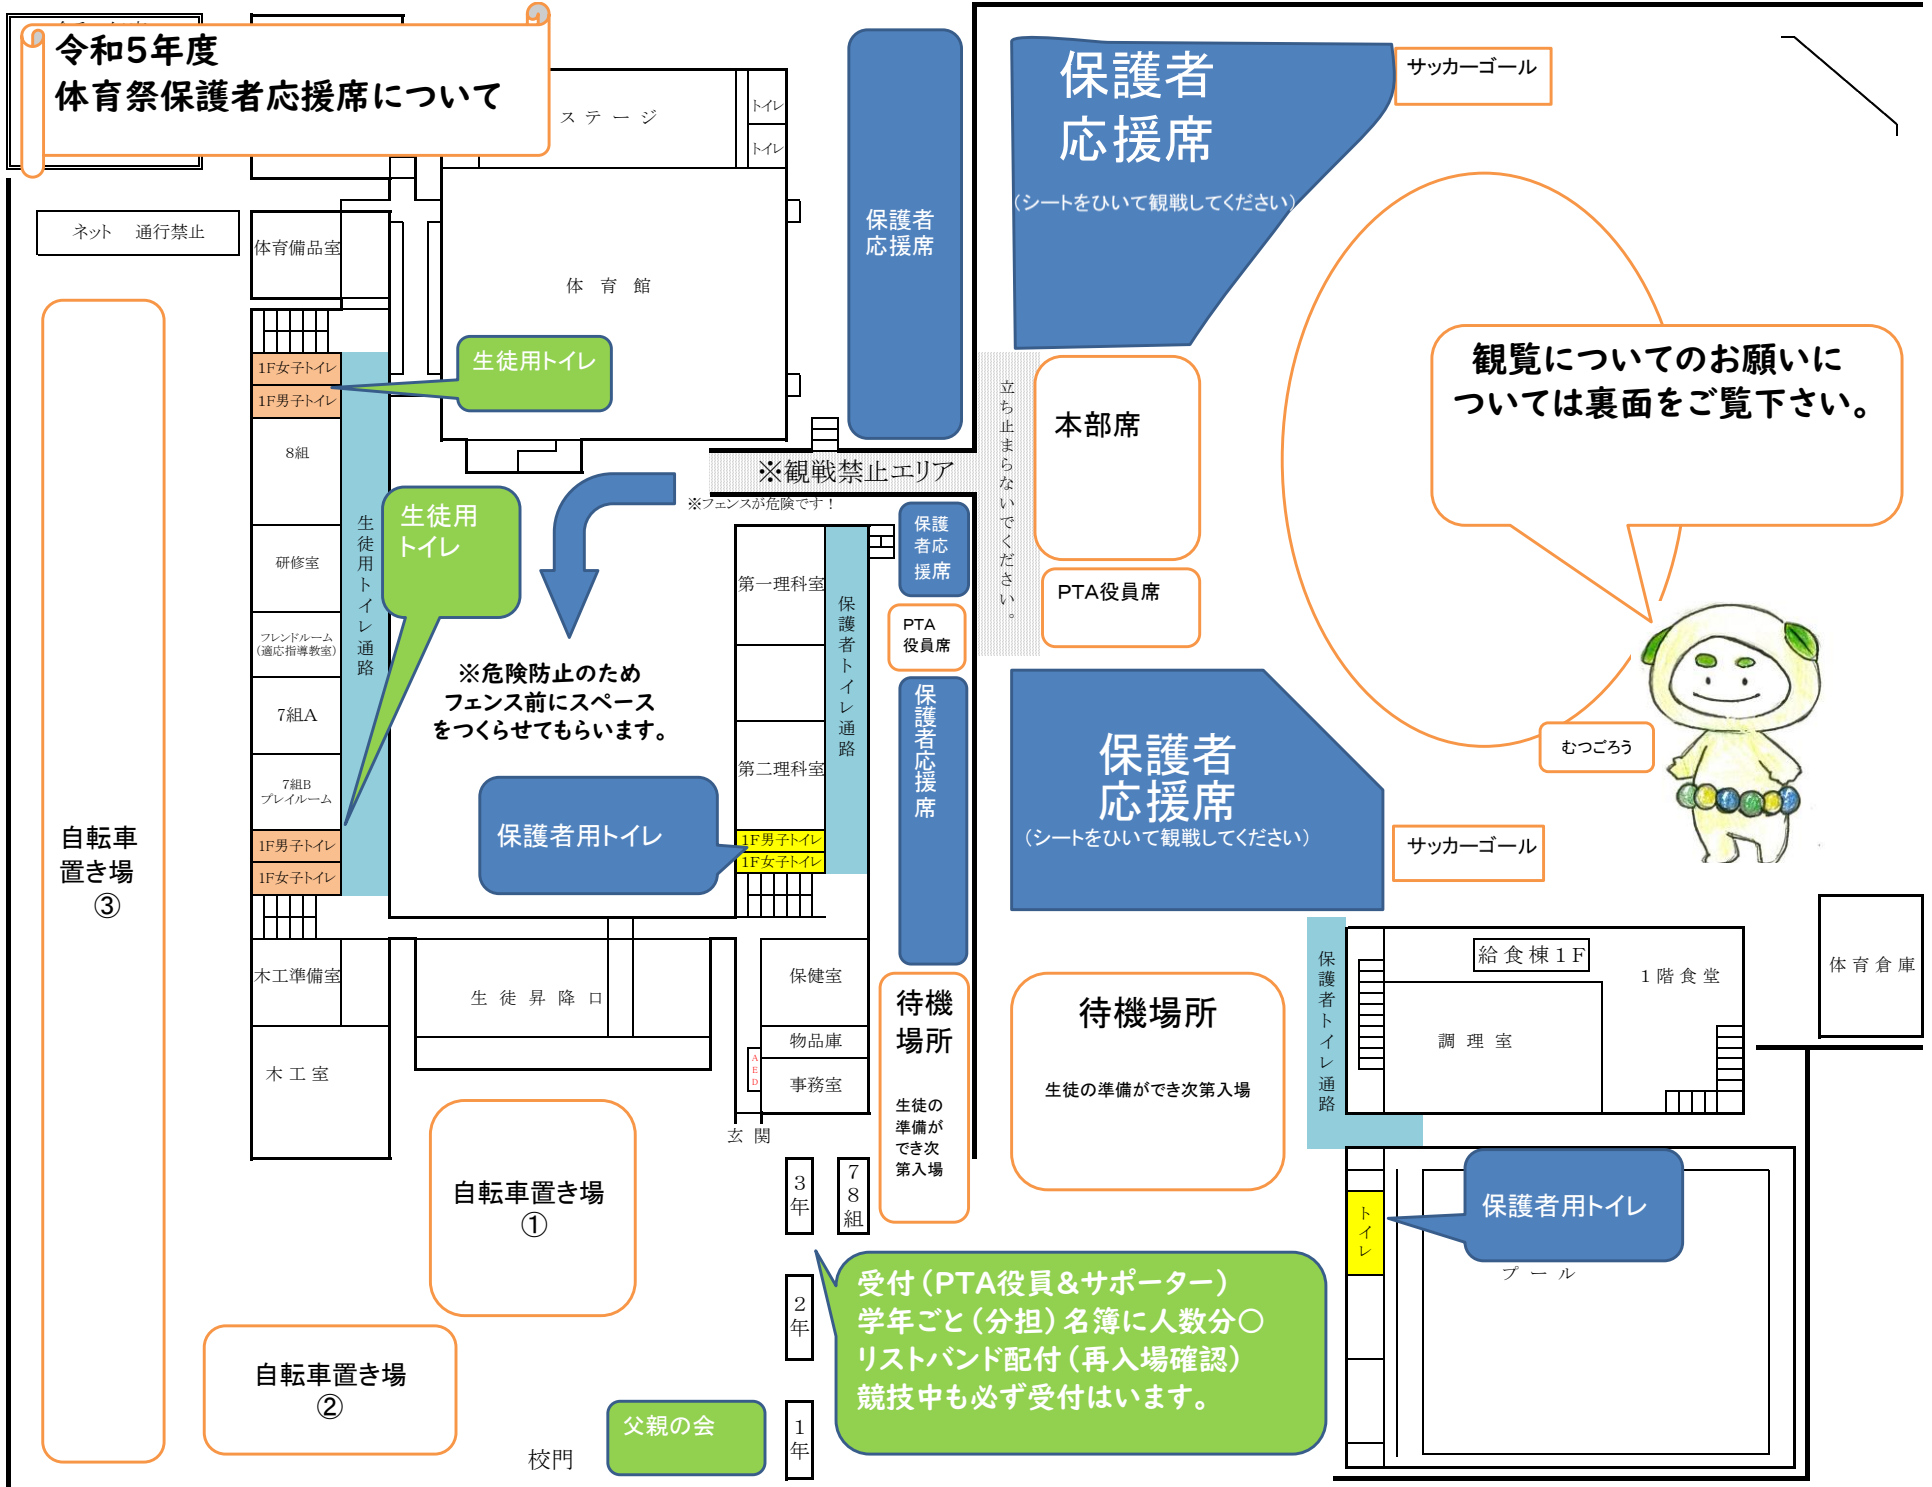 令和5年度
体育祭保護者応援席について
ステージ
トイレ
トイレ
ネット　通行禁止
体育備品室
体 育 館
保護者
応援席
保護者
応援席
(シートをひいて観戦してください)
サッカーゴール
観覧についてのお願いに
ついては裏面をご覧下さい。
1F女子トイレ
1F男子トイレ
生徒用トイレ
8組
生徒用
トイレ
生徒用トイレ通路
研修室
フレンドルーム
(適応指導教室)
7組A
7組B
プレイルーム
1F男子トイレ
1F女子トイレ
※観戦禁止エリア
※フェンスが危険です！
立ち止まらないでください。
本部席
PTA役員席
保護
者応
援席
PTA
役員席
保護者応援席
第一理科室
保護者トイレ通路
※危険防止のため
フェンス前にスペース
をつくらせてもらいます。
第二理科室
保護者用トイレ
1F男子トイレ
1F女子トイレ
保護者
応援席
(シートをひいて観戦してください)
むつごろう
サッカーゴール
自転車
置き場
③
木工準備室
木 工 室
生 徒 昇 降 口
保健室
物品庫
AED
事務室
玄 関
待機
場所
生徒の
準備が
でき次
第入場
待機場所
生徒の準備ができ次第入場
保護者トイレ通路
給 食 棟 1 F
1 階 食 堂
調 理 室
体 育 倉 庫
自転車置き場
①
自転車置き場
②
3年
78組
2年
1年
受付(PTA役員&サポーター)
学年ごと(分担)名簿に人数分○
リストバンド配付(再入場確認)
競技中も必ず受付はいます。
父親の会
校門
トイレ
保護者用トイレ
プ ー ル